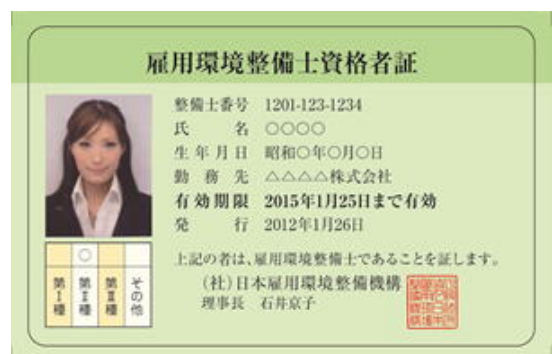 雇用環境整備士資格者証
整備士番号 1201-123-1234
氏名 ○○○○
生年月日 昭和○年○月○日
勤務先 △△△△株式会社
有効期限 2015年1月25日まで有効
発行 2012年1月26日
○
第Ⅰ種 第Ⅱ種 第Ⅲ種 その他
上記の者は、雇用環境整備士であることを証します。
(社)日本雇用環境整備機構
理事長 石井京子